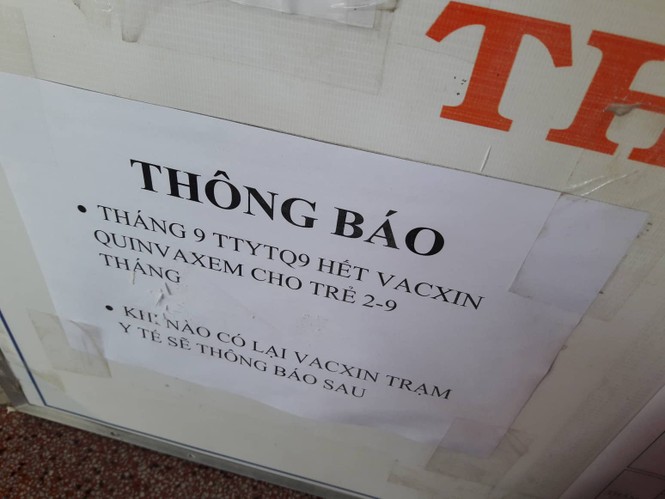 TH
THÔNG BÁO
• THÁNG 9 TTYTQ9 HẾT VACXIN
QUINVAXEM CHO TRẺ 2-9
THÁNG
• KHI NÀO CÓ LẠI VACXIN TRẠM
Y TẾ SẼ THÔNG BÁO SAU